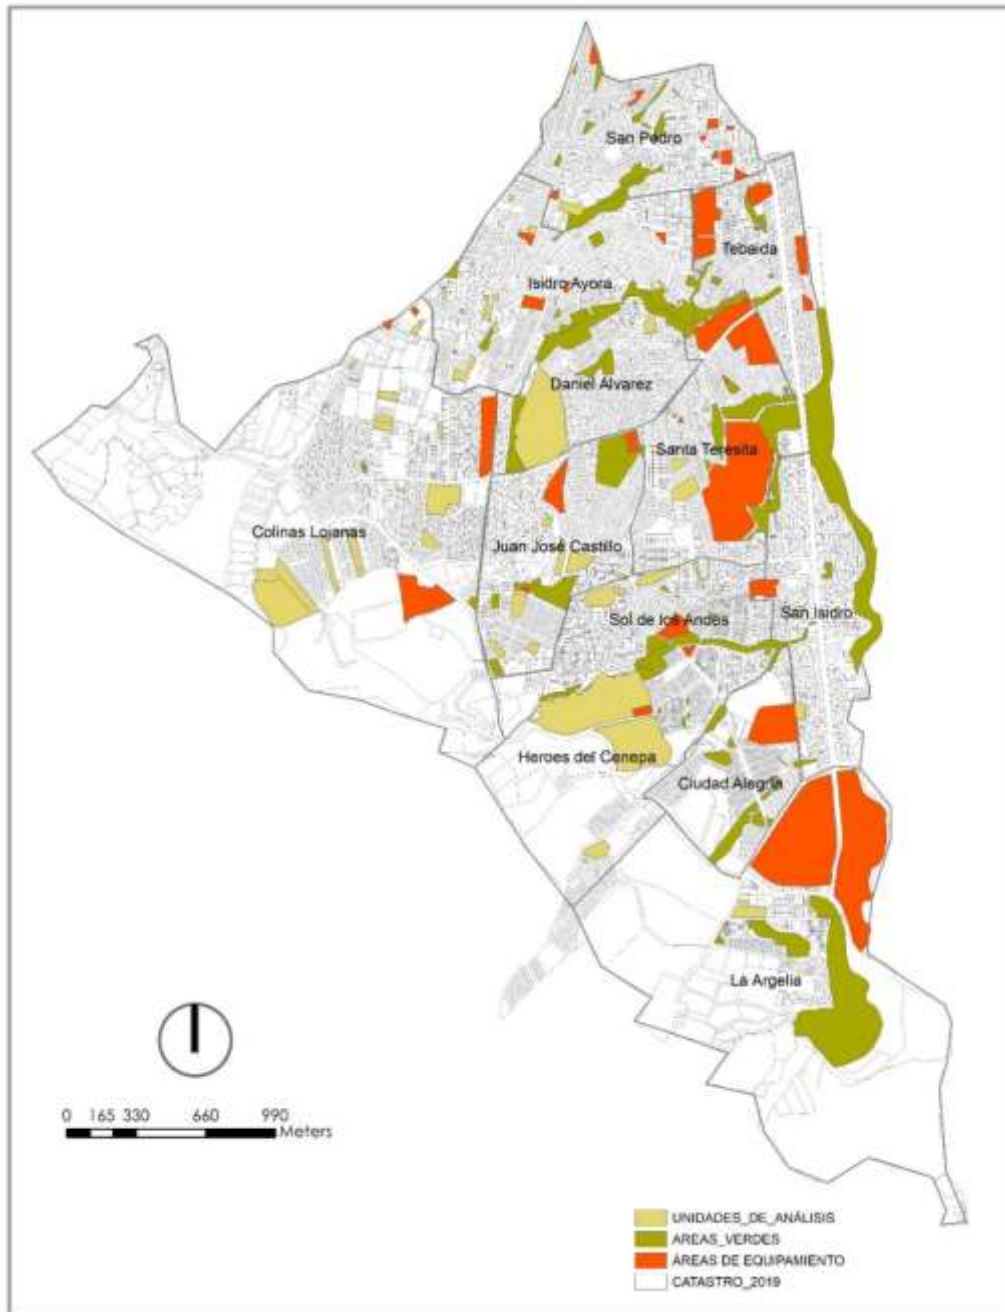 San Pedro
Tebaida
Isidro Ayora
Daniel Alvarez
Santa Teresita
Colinas Lojanas
Juan José Castillo
Sol de los Andes
San Isidro
Heroes del Cenepa
Ciudad Alegria
La Argelia
0 165 330 660 990
Meters
UNIDADES_DE_ANÁLISIS
AREAS_VERDES
ÁREAS DE EQUIPAMIENTO
CATASTRO_2019